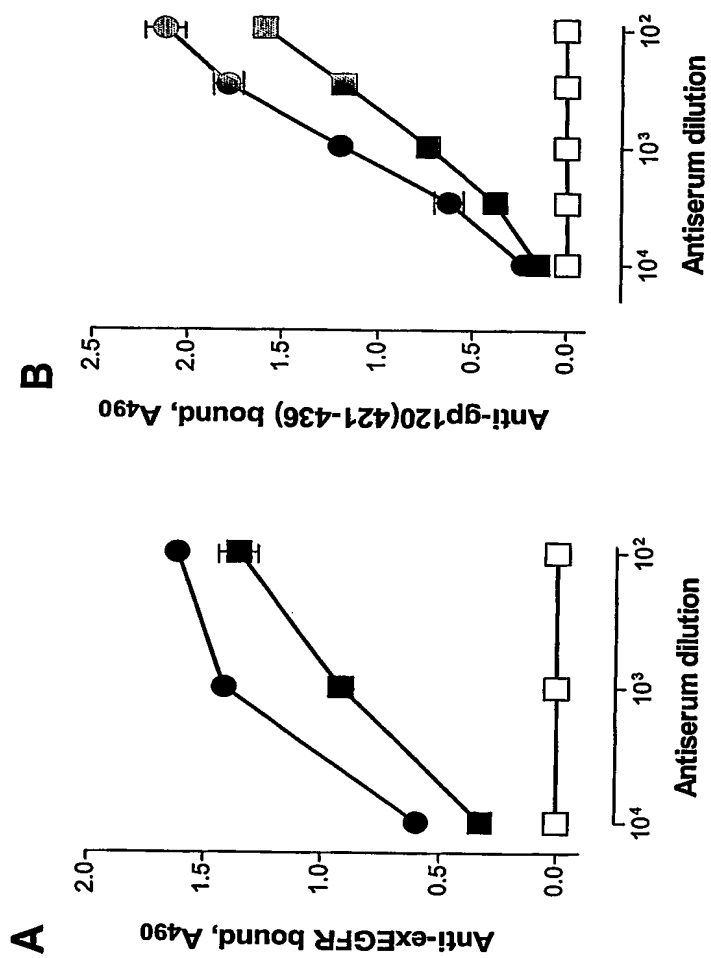 A
Anti-exEGFR bound, A490
2.0
1.5
1.0
0.5
0.0
10⁴
10³
10²
Antiserum dilution
B
Anti-gp120(421-436) bound, A490
2.5
2.0
1.5
1.0
0.5
0.0
10⁴
10³
10²
Antiserum dilution